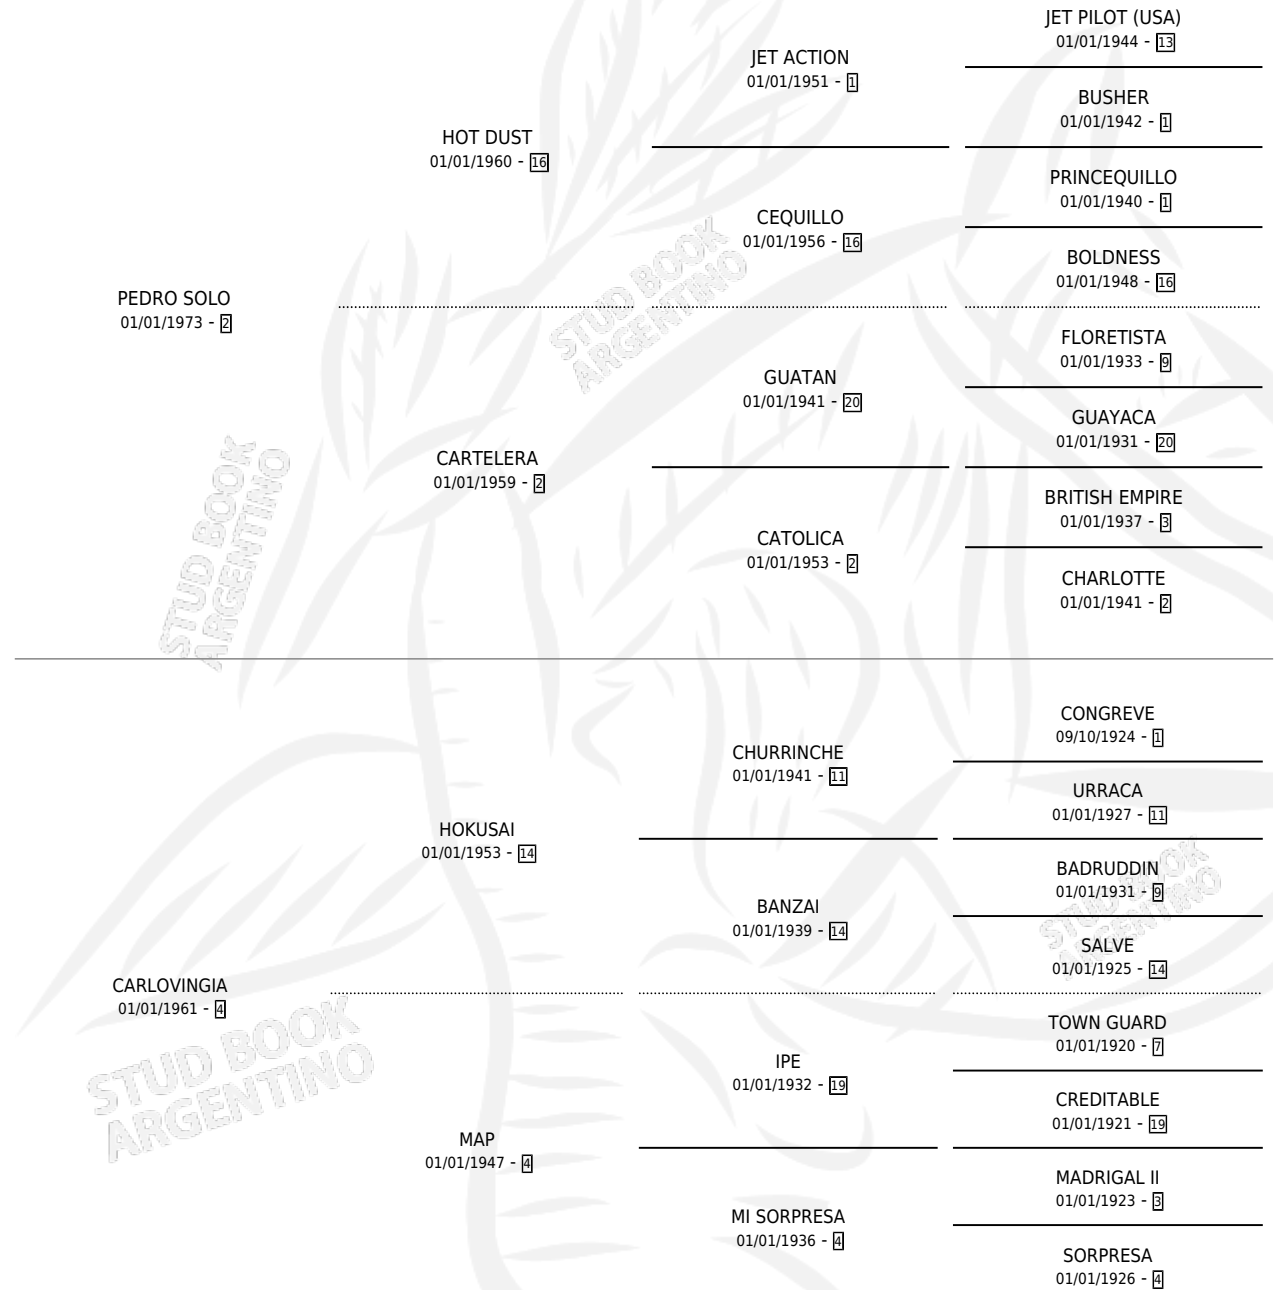 JET PILOT (USA)
01/01/1944 - 13
JET ACTION
01/01/1951 - 1
BUSHER
01/01/1942 - 1
HOT DUST
01/01/1960 - 16
PRINCEQUILLO
01/01/1940 - 1
CEQUILLO
01/01/1956 - 16
BOLDNESS
01/01/1948 - 16
PEDRO SOLO
01/01/1973 - 2
FLORETISTA
01/01/1933 - 9
GUATAN
01/01/1941 - 20
GUAYACA
01/01/1931 - 20
CARTELERA
01/01/1959 - 2
BRITISH EMPIRE
01/01/1937 - 3
CATOLICA
01/01/1953 - 2
CHARLOTTE
01/01/1941 - 2
CONGREVE
09/10/1924 - 1
CHURRINCHE
01/01/1941 - 11
URRACA
01/01/1927 - 11
HOKUSAI
01/01/1953 - 14
BADRUDDIN
01/01/1931 - 9
BANZAI
01/01/1939 - 14
SALVE
01/01/1925 - 14
CARLOVINGIA
01/01/1961 - 4
TOWN GUARD
01/01/1920 - 7
IPE
01/01/1932 - 19
CREDITABLE
01/01/1921 - 19
MAP
01/01/1947 - 4
MADRIGAL II
01/01/1923 - 3
MI SORPRESA
01/01/1936 - 4
SORPRESA
01/01/1926 - 4
STUD BOOK
ARGENTINO
STUD BOOK
ARGENTINO
STUD BOOK
ARGENTINO
STUD BOOK
ARGENTINO